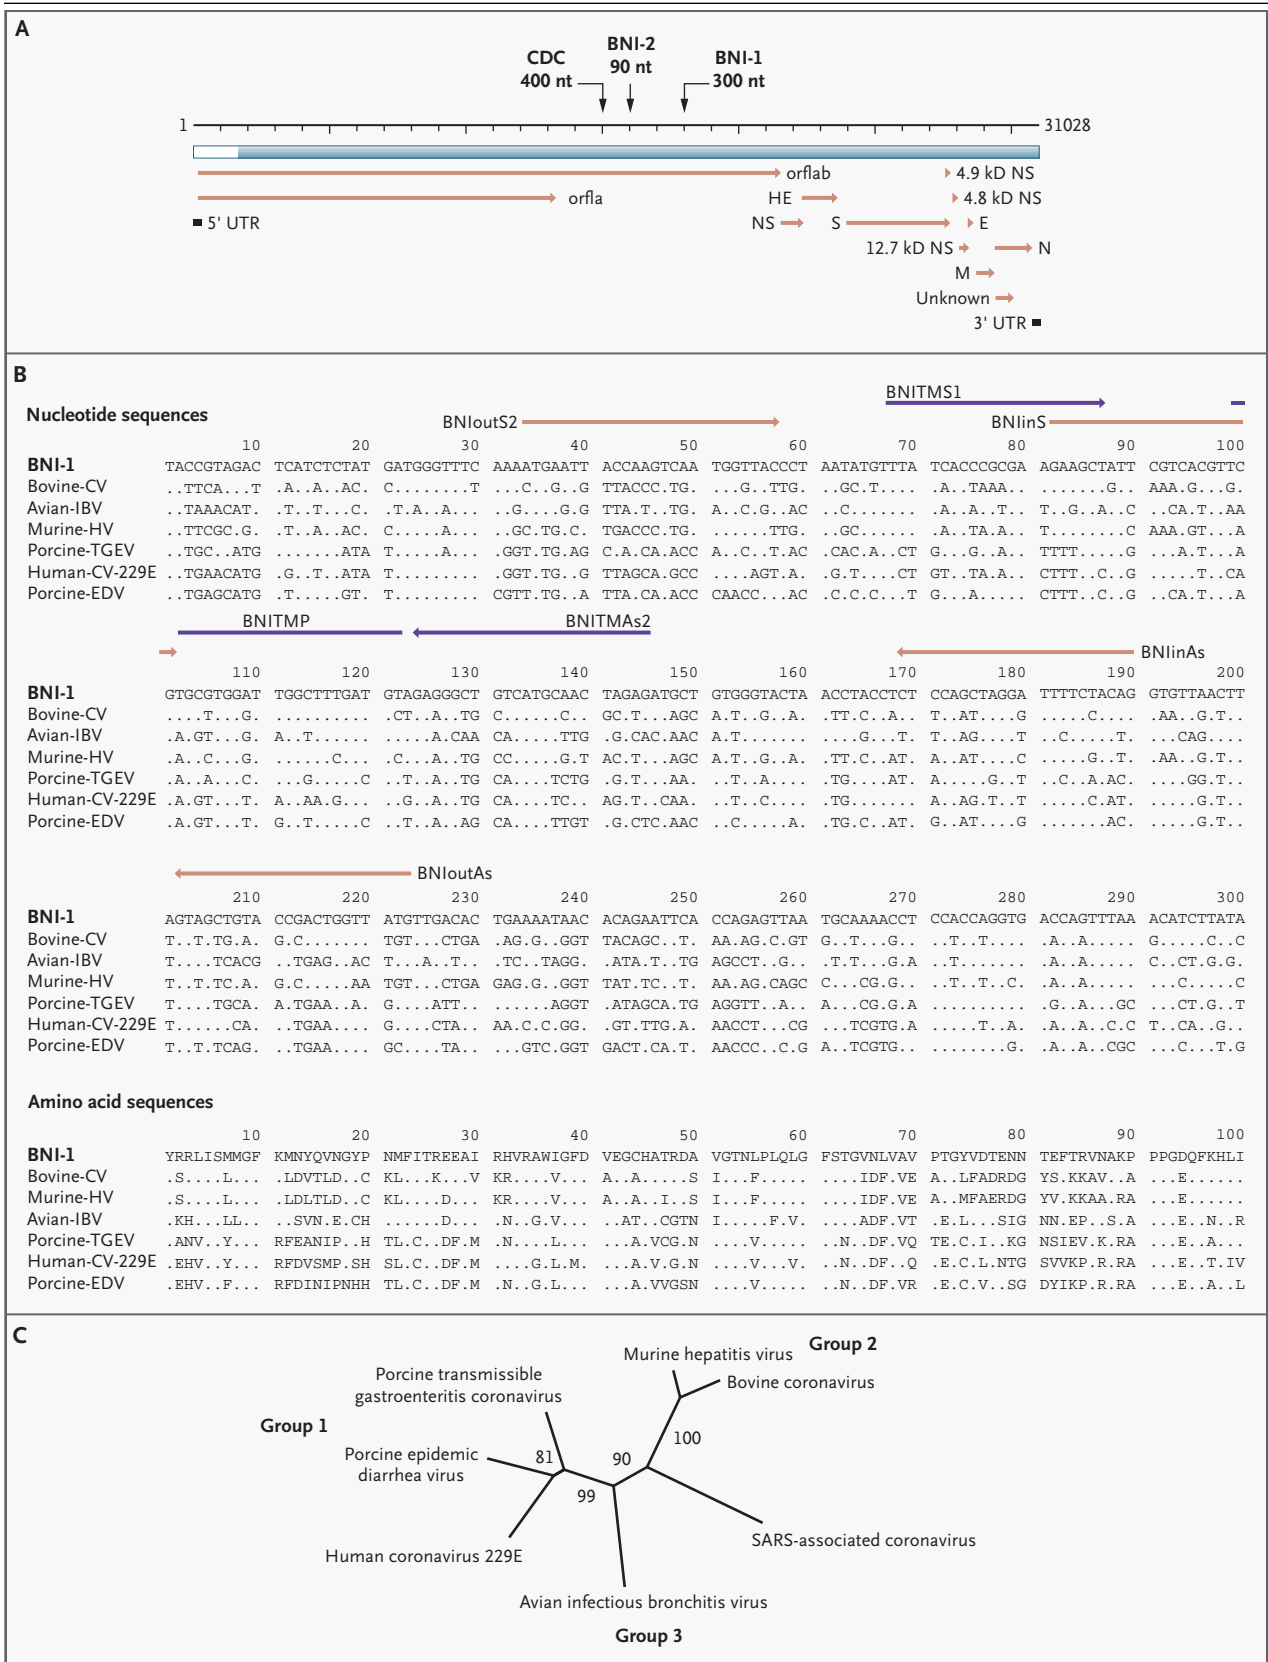 A
CDC
400 nt
BNI-2
90 nt
BNI-1
300 nt
1
31028
orflab
4.9 kD NS
orfla
HE
4.8 kD NS
5' UTR
NS
S
E
12.7 kD NS
N
M
Unknown
3' UTR
B
Nucleotide sequences
BNIoutS2
BNITMS1
BNIinS
10 20 30 40 50 60 70 80 90 100
BNI-1 TACCGTAGAC TCATCTCTAT GATGGGTTTC AAAATGAATT ACCAAGTCAA TGGTTACCCT AATATGTTTA TCACCCGCGA AGAAGCTATT CGTCACGTTC
Bovine-CV ..TTCA...T .A..A..AC. C........T ...C..G..G TTACCC.TG. ...G..TTG. ..GC.T.... .A..TAAA.. .......G.. AAA.G...G.
Avian-IBV ..TAAACAT. .T..T...C. .T.A...A.. ..G....G.G TTA.T..TG. A..C.G..AC ...C...... .A...A..T. T..G..A..C ..CA.T..AA
Murine-HV ..TTCGC.G. .T..A..AC. C.....A... ..GC.TG.C. TGACCC.TG. ......TTG. ..GC...... .A..TA.A.. T........C AAA.GT...A
Porcine-TGEV ..TGC..ATG .......ATA T.....A... .GGT.TG.AG C.A.CA.ACC A..C..T.AC .CAC.A..CT G...G...A. TTTT.....G ...A.T...A
Human-CV-229E ..TGAACATG .G..T..ATA T......... .GGT.TG..G TTAGCA.GCC ....AGT.A. .G.T....CT GT..TA.A.. CTTT..C..G .....T..CA
Porcine-EDV ..TGAGCATG .T.....GT. T......... CGTT.TG..A TTA.CA.ACC CAACC...AC .C.C.C...T G...A..... CTTT..C..G ..CA.T...A
BNITMP
BNITMAs2
BNIinAs
110 120 130 140 150 160 170 180 190 200
BNI-1 GTGCGTGGAT TGGCTTTGAT GTAGAGGGCT GTCATGCAAC TAGAGATGCT GTGGGTACTA ACCTACCTCT CCAGCTAGGA TTTTCTACAG GTGTTAACTT
Bovine-CV ....T...G. .......... .CT..A..TG C.....C... GC.T...AGC A.T..G..A. .TT.C..A.. T..AT....G .....C.... .AA..G.T..
Avian-IBV .A.GT...G. A..T...... .....A.CAA CA.....TTG .G.CAC.AAC A.T....... .....G...T T..AG....T ..C.....T. ...CAG....
Murine-HV .A..C...G. ......C... .C...A..TG CC.....G.T AC.T...AGC A.T..G..A. .TT.C..AT. A..AT....C .....G..T. .AA..G.T..
Porcine-TGEV .A..A...C. ...G.....C ..T..A..TG CA....TCTG .G.T...AA. ..T..A.... .TG....AT. A.....G..T ..C..A.AC. ....GG.T..
Human-CV-229E .A.GT...T. A..AA.G... ..G..A..TG CA....TC.. AG.T..CAA. ..T..C.... .TG....... A..AG.T..T .....C.AT. .....G.T..
Porcine-EDV .A.GT...T. G..T.....C ..T..A..AG CA....TTGT .G.CTC.AAC ..C.....A. .TG.C..AT. G..AT....G .......AC. .....G.T..
BNIoutAs
210 220 230 240 250 260 270 280 290 300
BNI-1 AGTAGCTGTA CCGACTGGTT ATGTTGACAC TGAAAATAAC ACAGAATTCA CCAGAGTTAA TGCAAAACCT CCACCAGGTG ACCAGTTTAA ACATCTTATA
Bovine-CV T..T.TG.A. G.C....... TGT...CTGA .AG.G..GGT TACAGC..T. AA.AG.C.GT G..T...G.. ..T..T.... .A..A..... G.....C..C
Avian-IBV T....TCACG ..TGAG..AC T...A..T.. .TC..TAGG. .ATA.T..TG AGCCT..G.. .T.T...G.A ..T....... .A..A..... C..CT.G.G.
Murine-HV T..T.TC.A. G.C.....AA TGT...CTGA GAG.G..GGT TAT.TC..T. AA.AG.CAGC C...CG.G.. ..T..T..C. .A..A..... ...C.....C
Porcine-TGEV T....TGCA. A.TGAA..A. G....ATT.. ......AGGT .ATAGCA.TG AGGTT..A.. A...CG.G.A .......... .G..A...GC ...CT.G..T
Human-CV-229E T.....CA.. ..TGAA.... G....CTA.. AA.C.C.GG. .GT.TTG.A. AACCT...CG ...TCGTG.A .....T..A. .A..A..C.C T..CA..G..
Porcine-EDV T..T.TCAG. ..TGAA.... GC....TA.. ...GTC.GGT GACT.CA.T. AACCC..C.G A..TCGTG.. ........G. .A..A..CGC ...C...T.G
Amino acid sequences
10 20 30 40 50 60 70 80 90 100
BNI-1 YRRLISMMGF KMNYQVNGYP NMFITREEAI RHVRAWIGFD VEGCHATRDA VGTNLPLQLG FSTGVNLVAV PTGYVDTENN TEFTRVNAKP PPGDQFKHLI
Bovine-CV .S....L... .LDVTLD..C KL...K...V KR....V... A..A.....S I...F..... ....IDF.VE A..LFADRDG YS.KKAV..A ...E......
Murine-HV .S....L... .LDLTLD..C KL....D... KR....V... A..A..I..S I...F..... ....IDF.VE A..MFAERDG YV.KKAA.RA ...E......
Avian-IBV .KH...LL.. ..SVN.E.CH ......D... .N..G.V... ..AT..CGTN I.....F.V. ....ADF.VT .E.L...SIG NN.EP..S.A ...E..N..R
Porcine-TGEV .ANV..Y... RFEANIP..H TL.C..DF.M .N....L... ...A.VCG.N ....V..... ..N..DF.VQ TE.C.I..KG NSIEV.K.RA ...E..A...
Human-CV-229E .EHV..Y... RFDVSMP.SH SL.C..DF.M ....G.L.M. ...A.V.G.N ....V...V. ..N..DF..Q .E.C.L.NTG SVVKP.R.RA ...E..T.IV
Porcine-EDV .EHV..F... RFDINIPNHH TL.C..DF.M .N..G.L... ...A.VVGSN ....V..... ..N..DF.VR .E.C.V..SG DYIKP.R.RA ...E..A..L
C
Murine hepatitis virus
Group 2
Porcine transmissible
gastroenteritis coronavirus
Bovine coronavirus
Group 1
100
Porcine epidemic
diarrhea virus
81
90
99
SARS-associated coronavirus
Human coronavirus 229E
Avian infectious bronchitis virus
Group 3